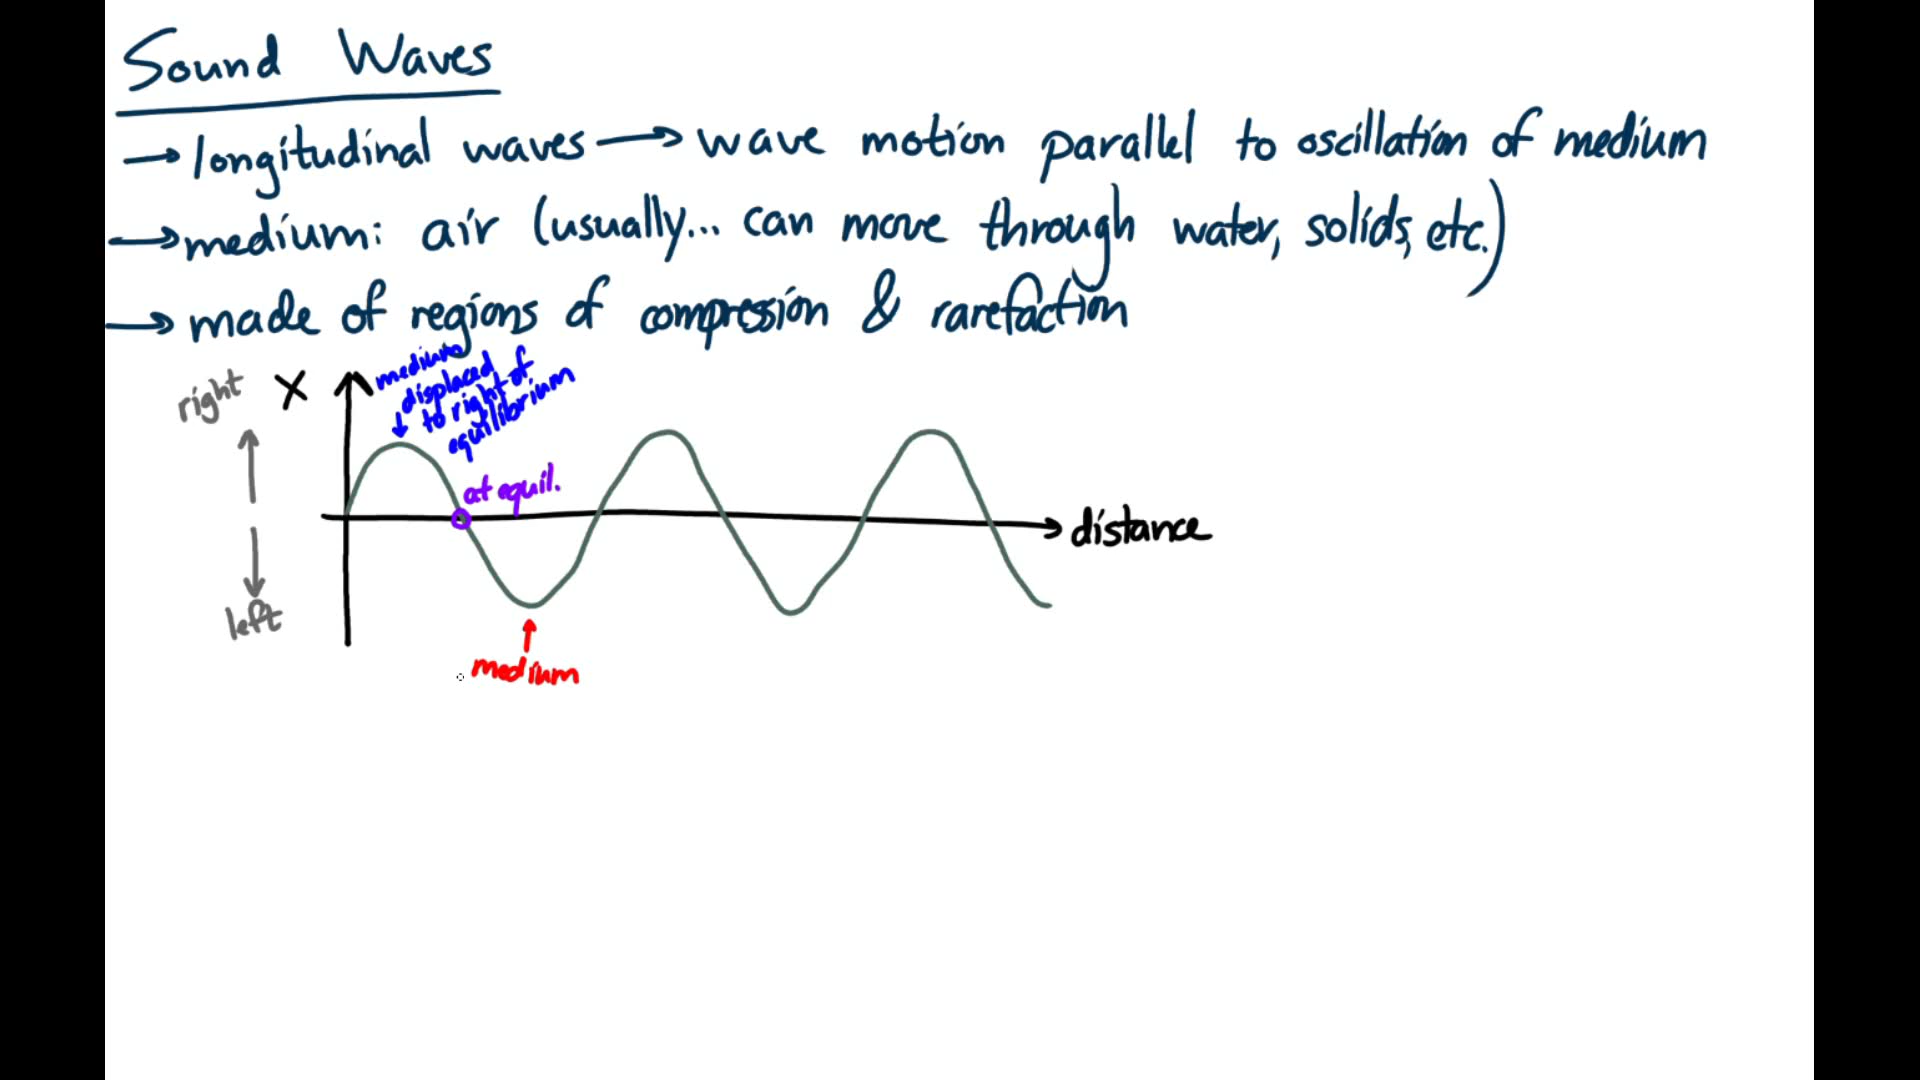 Sound Waves
→ longitudinal waves → wave motion parallel to oscillation of medium
→ medium: air (usually... can move through water, solids, etc.)
→ made of regions of compression & rarefaction
right
X
medium
displaced
to right of
equilibrium
at equil.
distance
left
medium